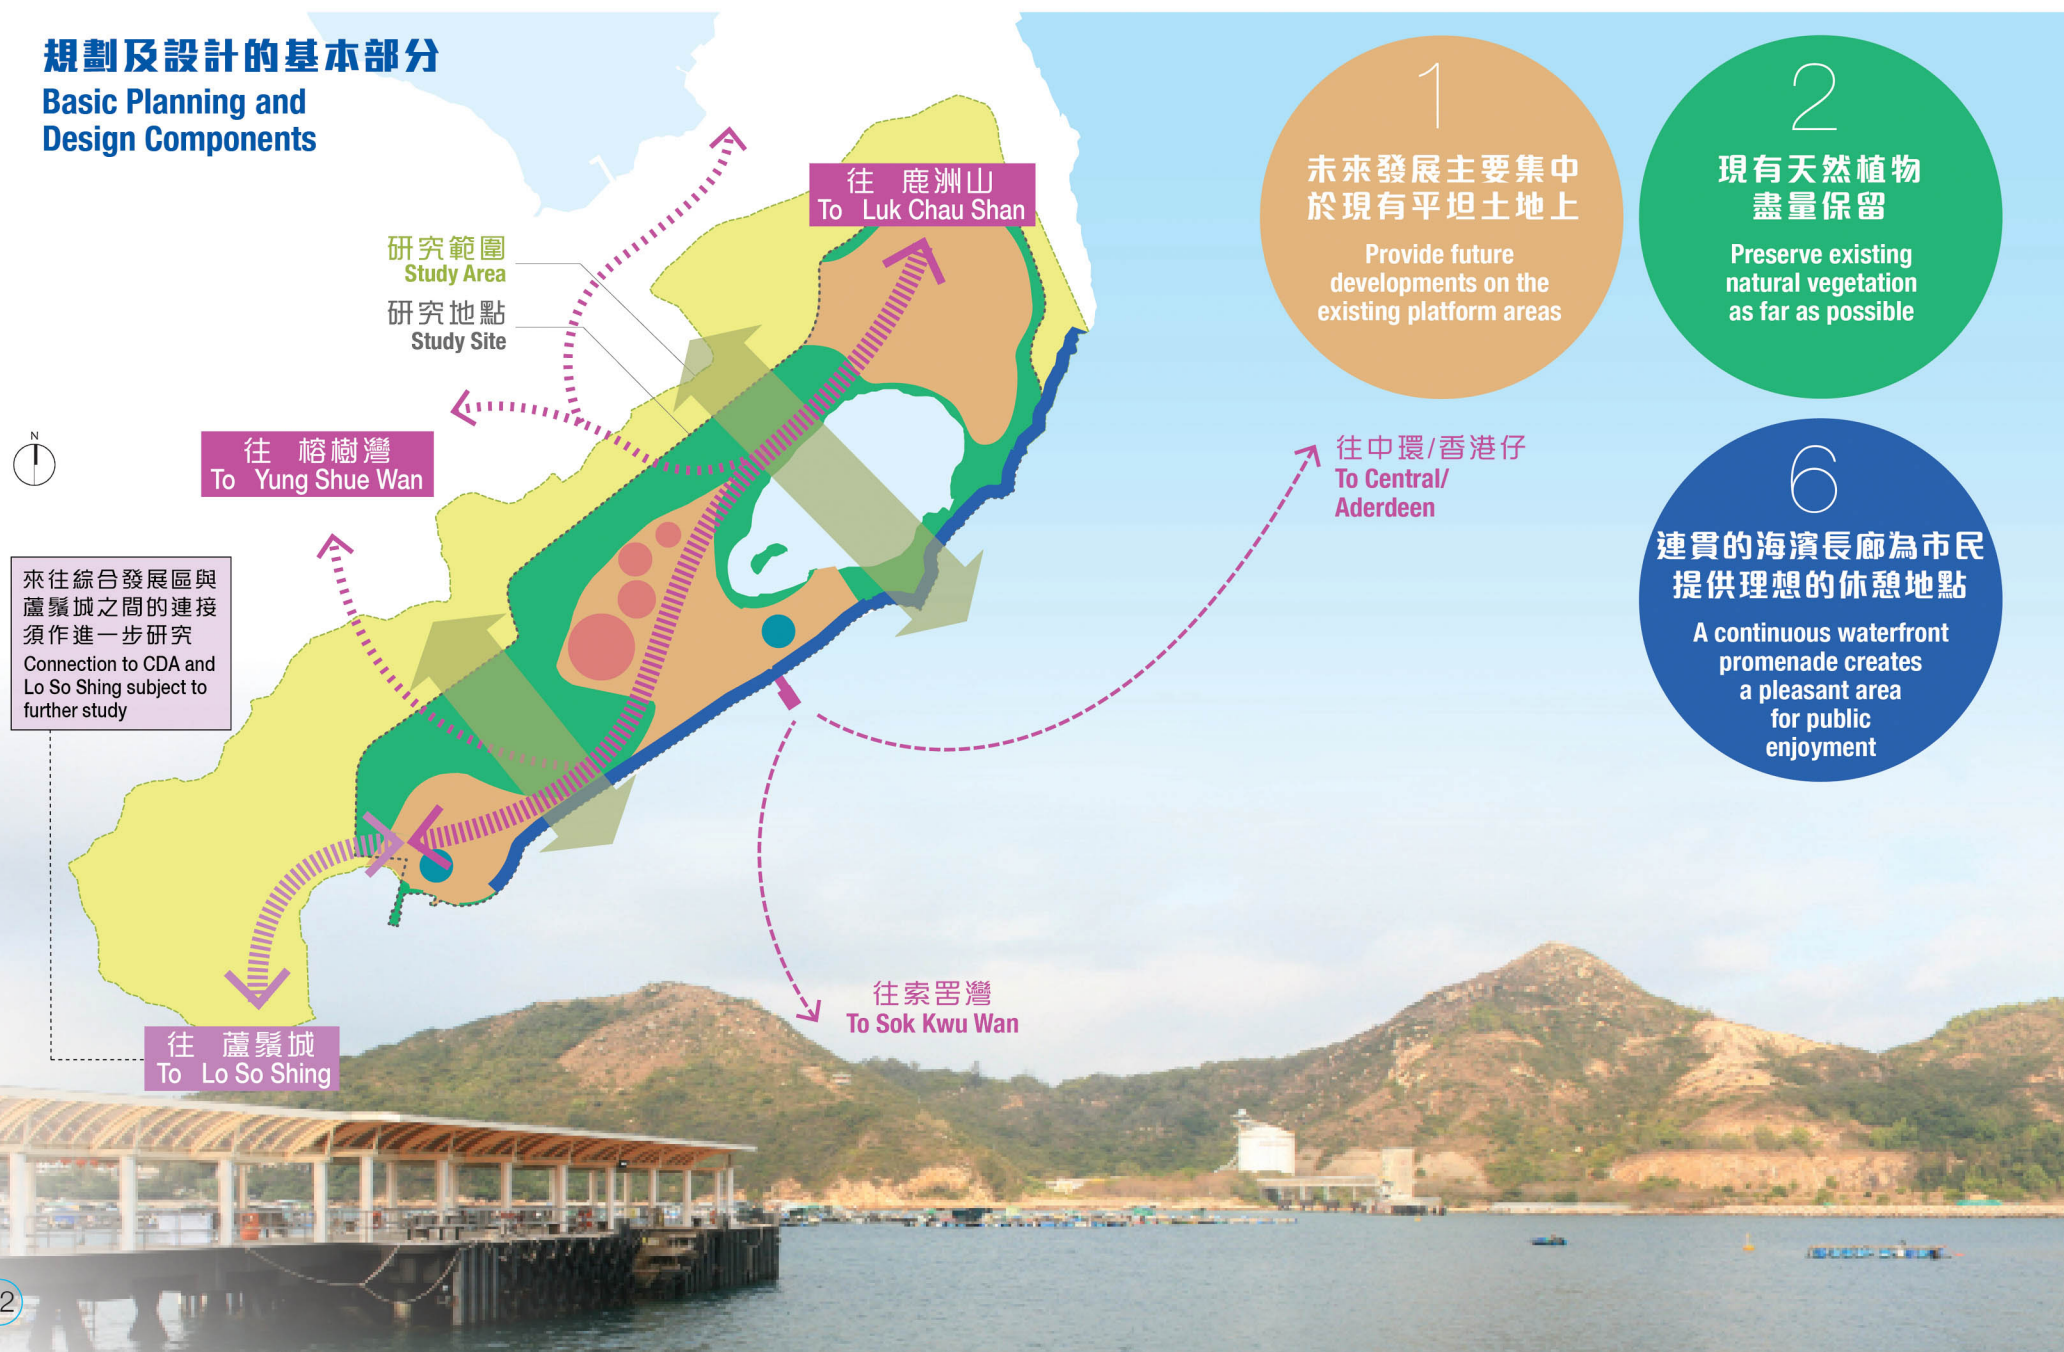 規劃及設計的基本部分
Basic Planning and
Design Components
往 鹿洲山
To Luk Chau Shan
研究範圍
Study Area
研究地點
Study Site
N
往 榕樹灣
To Yung Shue Wan
來往綜合發展區與
蘆鬚城之間的連接
須作進一步研究
Connection to CDA and
Lo So Shing subject to
further study
往中環/香港仔
To Central/
Aderdeen
往索罟灣
To Sok Kwu Wan
往 蘆鬚城
To Lo So Shing
1
未來發展主要集中
於現有平坦土地上
Provide future
developments on the
existing platform areas
2
現有天然植物
盡量保留
Preserve existing
natural vegetation
as far as possible
6
連貫的海濱長廊為市民
提供理想的休憩地點
A continuous waterfront
promenade creates
a pleasant area
for public
enjoyment
2